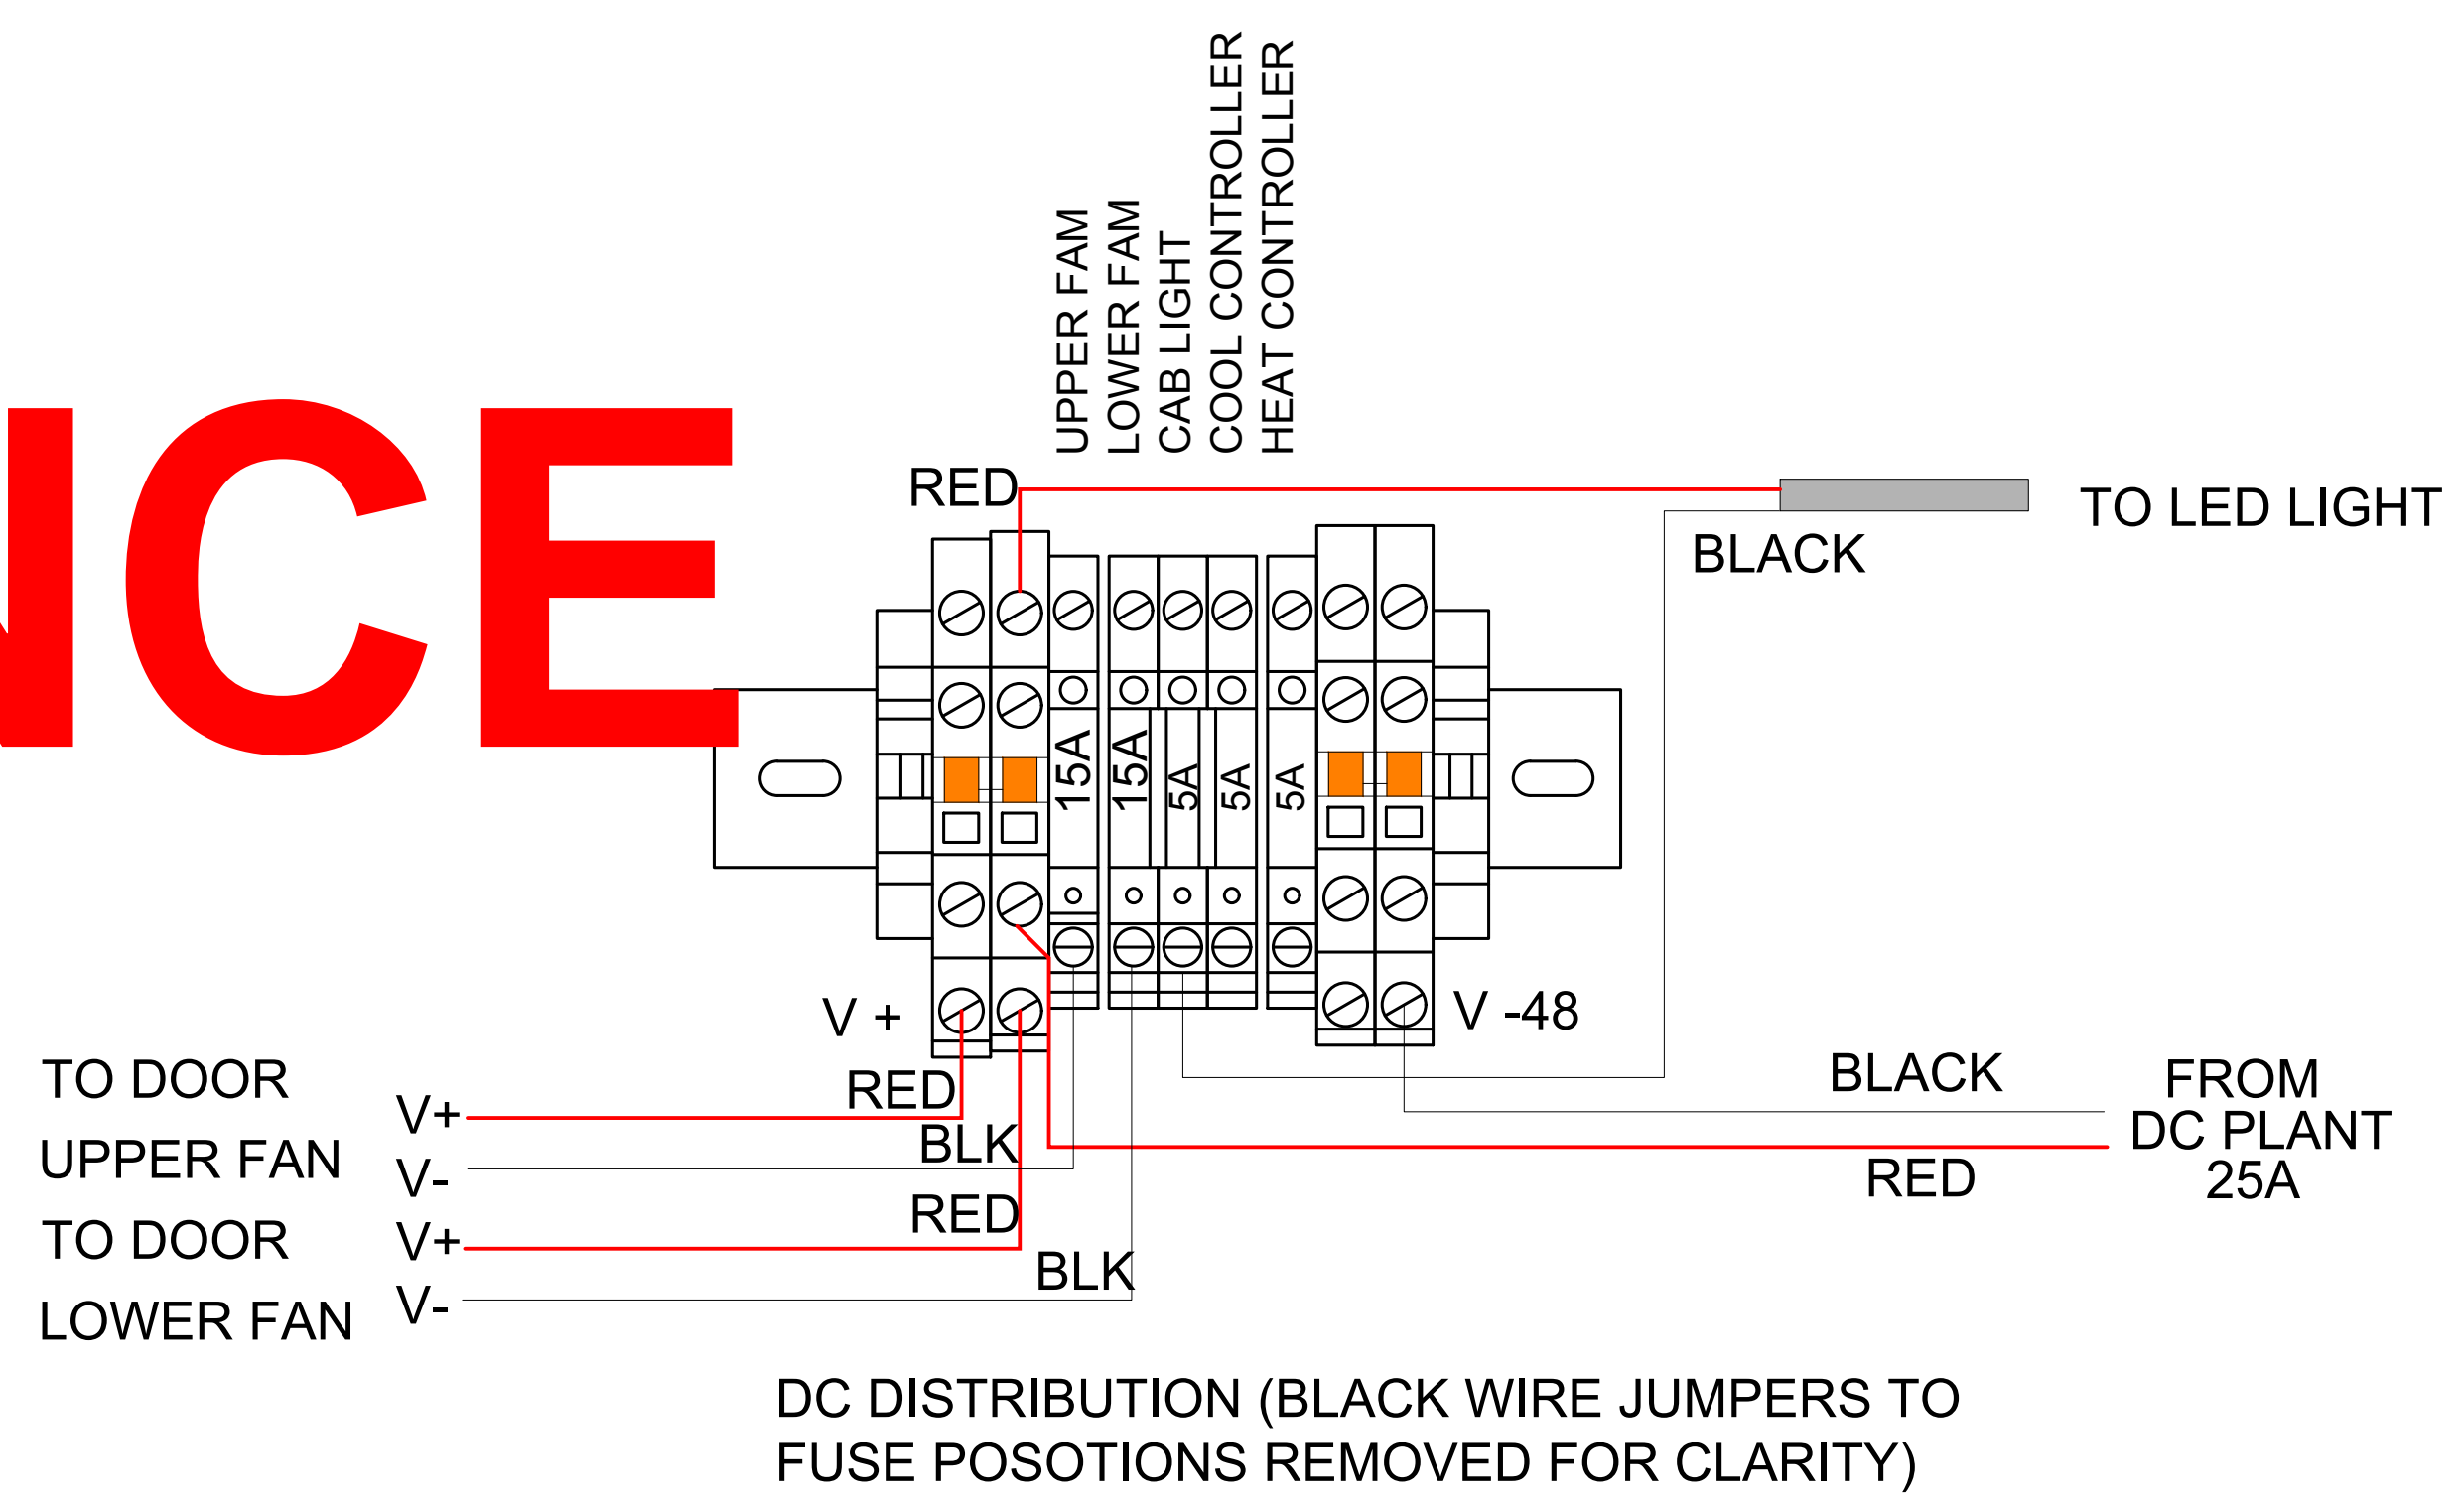 UPPER FAM
LOWER FAM
CAB LIGHT
COOL CONTROLLER
HEAT CONTROLLER
RED
TO LED LIGHT
BLACK
ICE
15A
15A
5A
5A
5A
V +
V -48
TO DOOR
UPPER FAN
V+
V-
RED
BLK
TO DOOR
LOWER FAN
V+
V-
RED
BLK
BLACK
RED
FROM
DC PLANT
25A
DC DISTRIBUTION (BLACK WIRE JUMPERS TO
FUSE POSOTIONS REMOVED FOR CLARITY)